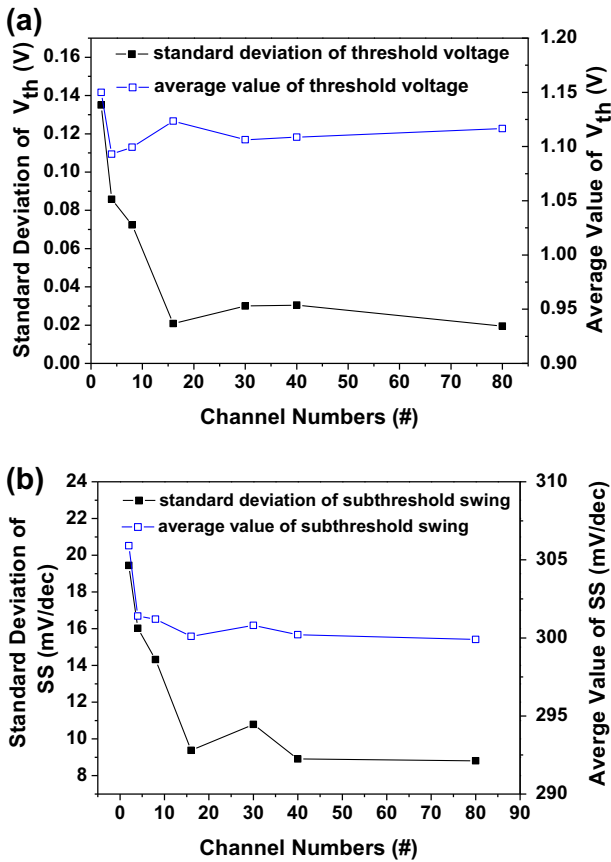 (a)
standard deviation of threshold voltage
average value of threshold voltage
Standard Deviation of V_th (V)
0.16
0.14
0.12
0.10
0.08
0.06
0.04
0.02
0.00
1.20
1.15
1.10
1.05
1.00
0.95
0.90
Average Value of V_th (V)
0 10 20 30 40 50 60 70 80
Channel Numbers (#)
(b)
standard deviation of subthreshold swing
average value of subthreshold swing
Standard Deviation of
SS (mV/dec)
24
22
20
18
16
14
12
10
8
310
305
300
295
290
Averge Value of SS (mV/dec)
0 10 20 30 40 50 60 70 80 90
Channel Numbers (#)